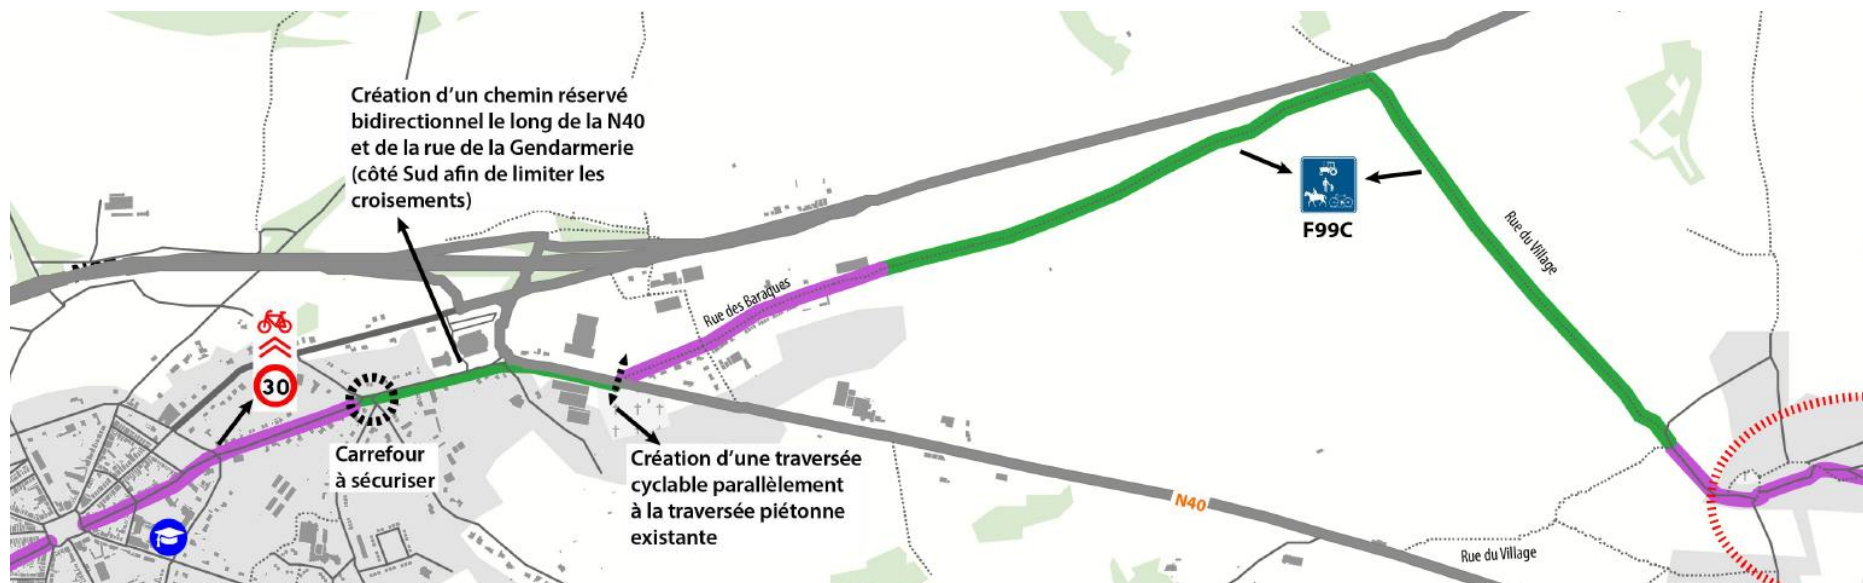 Création d’un chemin réservé
bidirectionnel le long de la N40
et de la rue de la Gendarmerie
(côté Sud afin de limiter les
croisements)
F99C
Rue du Village
Rue des Baraques
30
Carrefour
à sécuriser
Création d’une traversée
cyclable parallèlement
à la traversée piétonne
existante
N40
Rue du Village